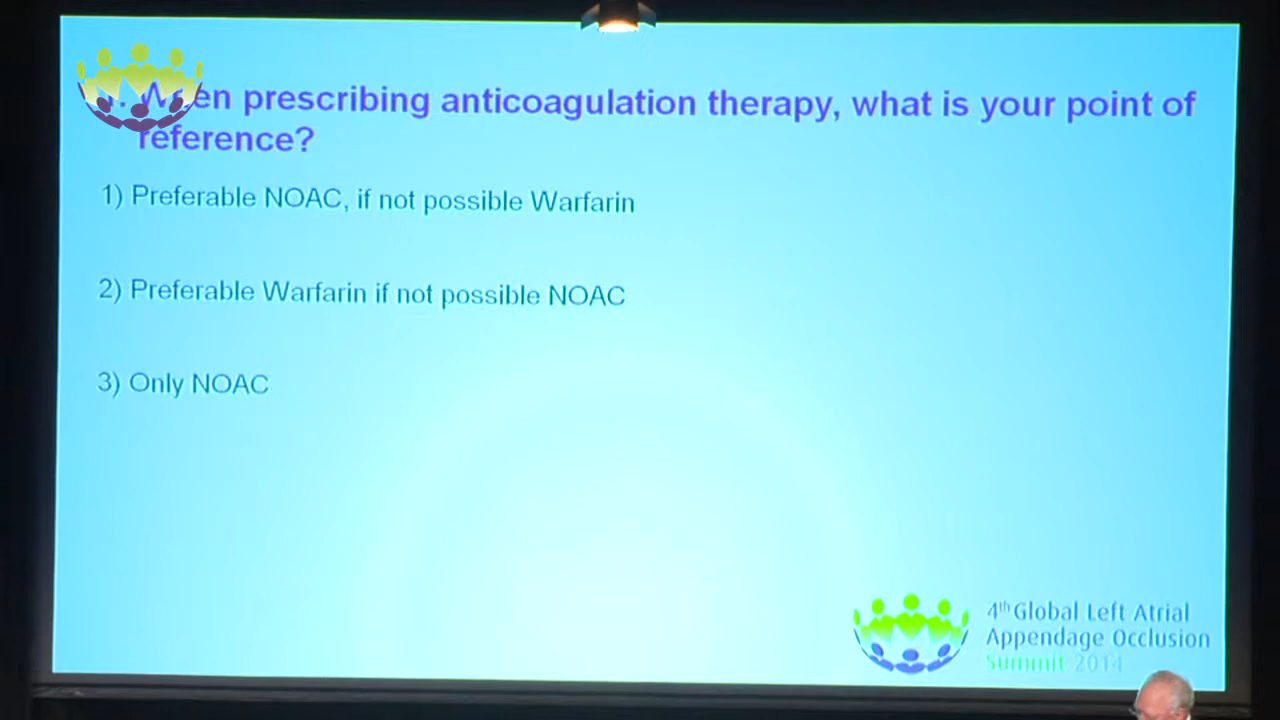 When prescribing anticoagulation therapy, what is your point of
reference?
1) Preferable NOAC, if not possible Warfarin
2) Preferable Warfarin if not possible NOAC
3) Only NOAC
4th Global Left Atrial
Appendage Occlusion
Summit 2014